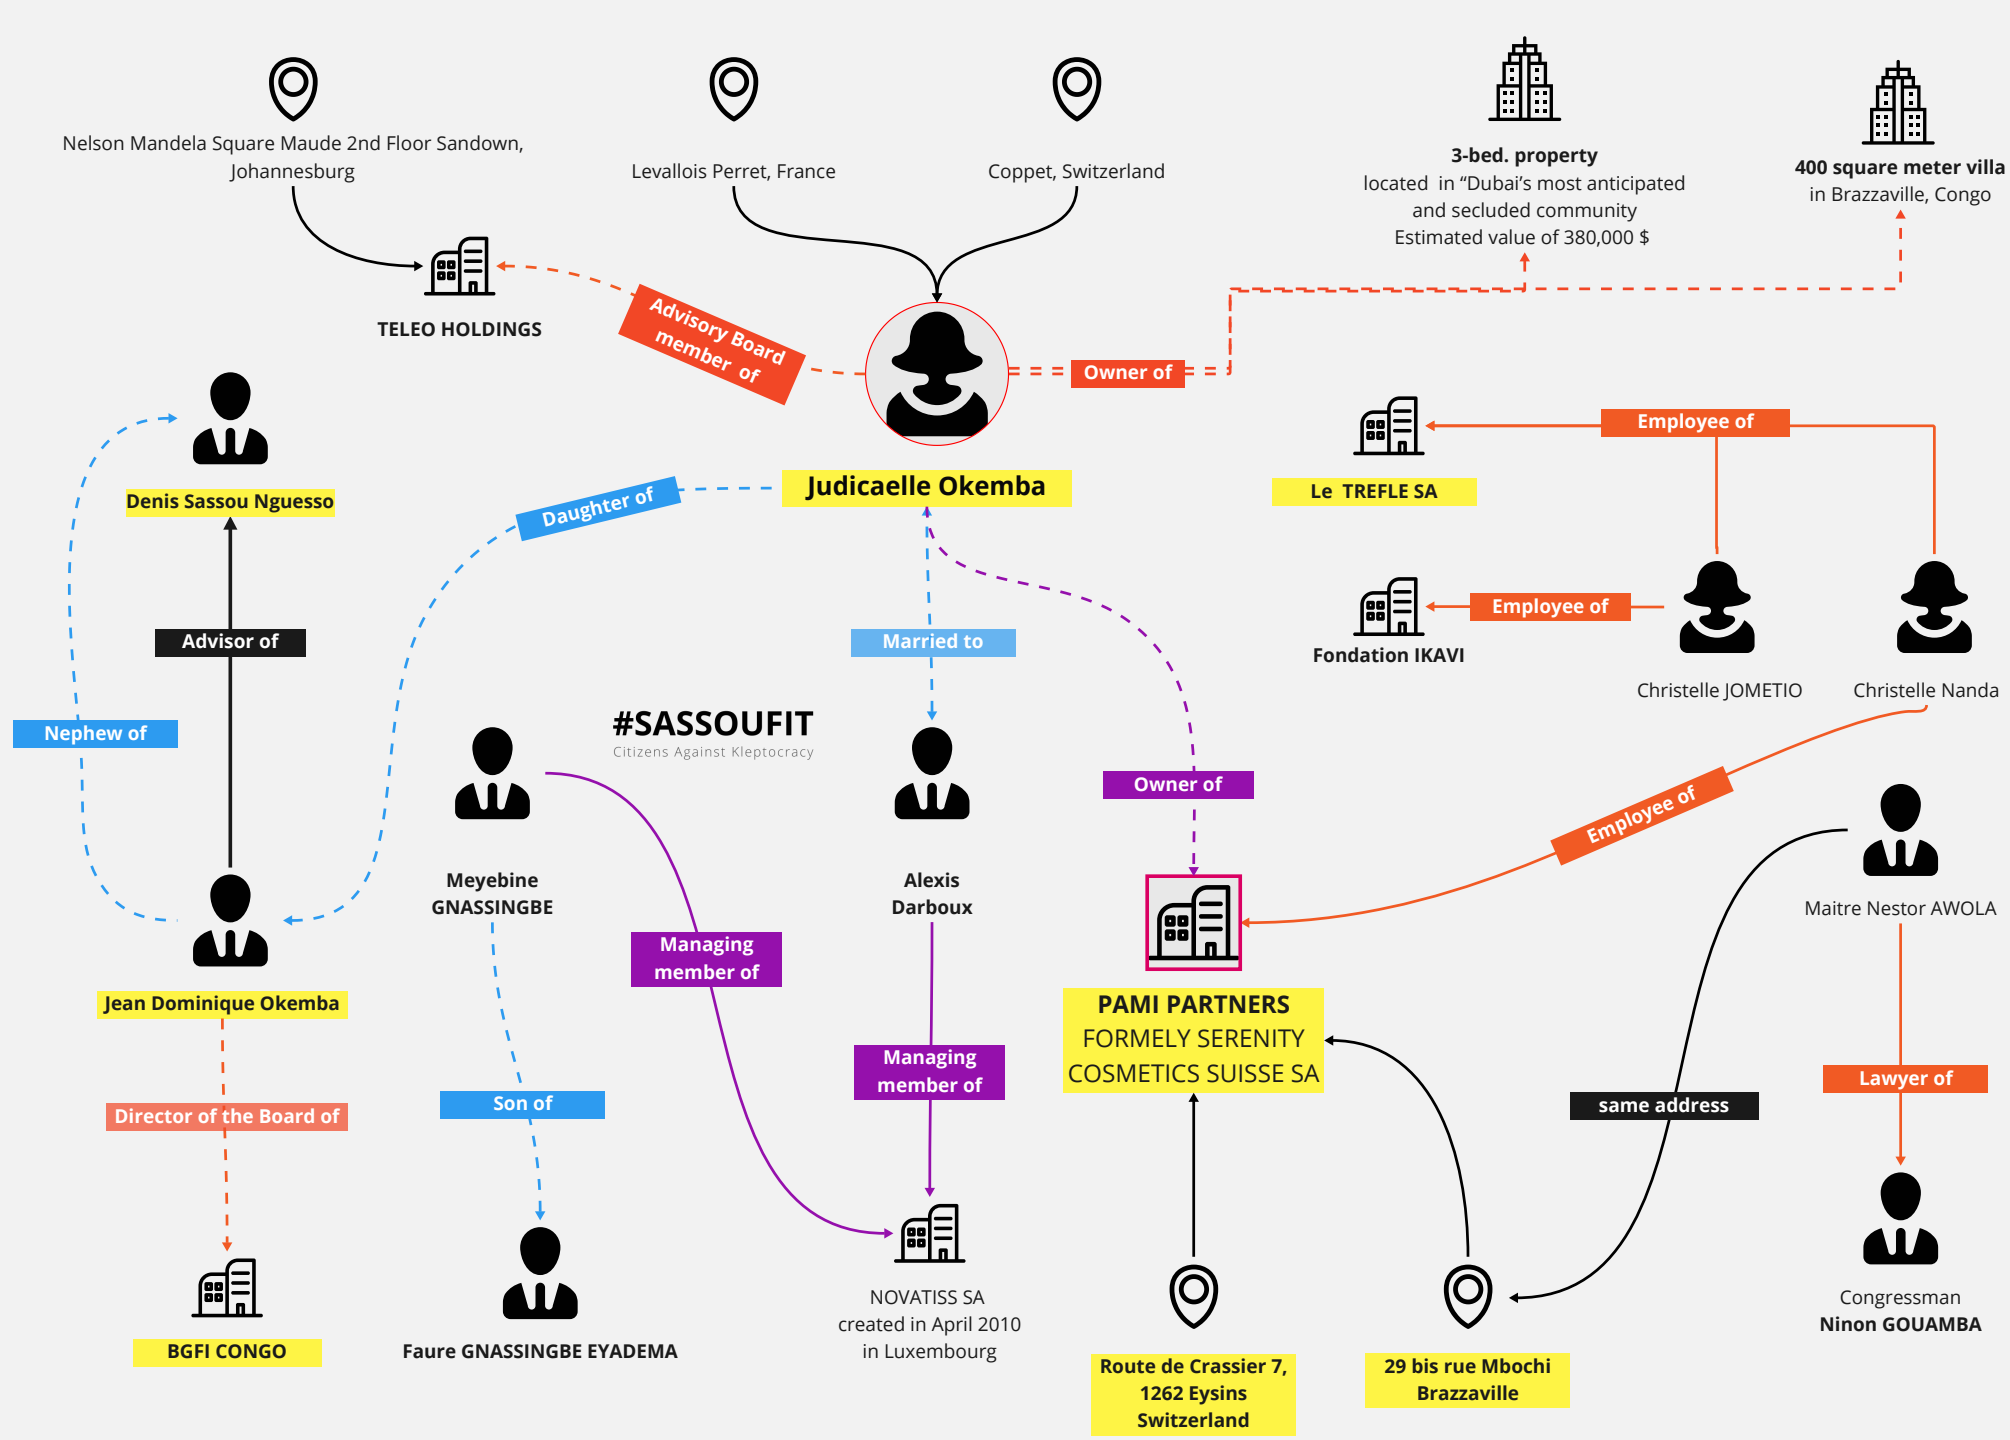 Nelson Mandela Square Maude 2nd Floor Sandown,
Johannesburg
Levallois Perret, France
Coppet, Switzerland
3-bed. property
located in “Dubai’s most anticipated
and secluded community
Estimated value of 380,000 $
400 square meter villa
in Brazzaville, Congo
TELEO HOLDINGS
Advisory Board
member of
Owner of
Denis Sassou Nguesso
Daughter of
Judicaelle Okemba
Employee of
Le TREFLE SA
Advisor of
Married to
Employee of
Fondation IKAVI
Christelle JOMETIO
Christelle Nanda
Nephew of
#SASSOUFIT
Citizens Against Kleptocracy
Owner of
Employee of
Meyebine
GNASSINGBE
Alexis
Darboux
Maitre Nestor AWOLA
Managing
member of
Jean Dominique Okemba
PAMI PARTNERS
FORMELY SERENITY
COSMETICS SUISSE SA
Managing
member of
Director of the Board of
Son of
same address
Lawyer of
BGFI CONGO
Faure GNASSINGBE EYADEMA
NOVATISS SA
created in April 2010
in Luxembourg
Route de Crassier 7,
1262 Eysins
Switzerland
29 bis rue Mbochi
Brazzaville
Congressman
Ninon GOUAMBA